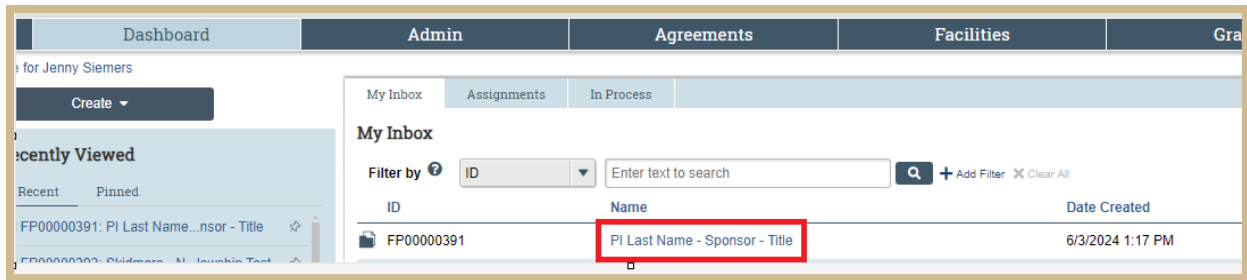 Dashboard Admin Agreements Facilities Gra
e for Jenny Siemers
Create
My Inbox Assignments In Process
My Inbox
ecently Viewed
Filter by ? ID Enter text to search Add Filter Clear All
Recent Pinned
ID Name Date Created
FP00000391: PI Last Name...nsor - Title
FP00000391 PI Last Name - Sponsor - Title 6/3/2024 1:17 PM